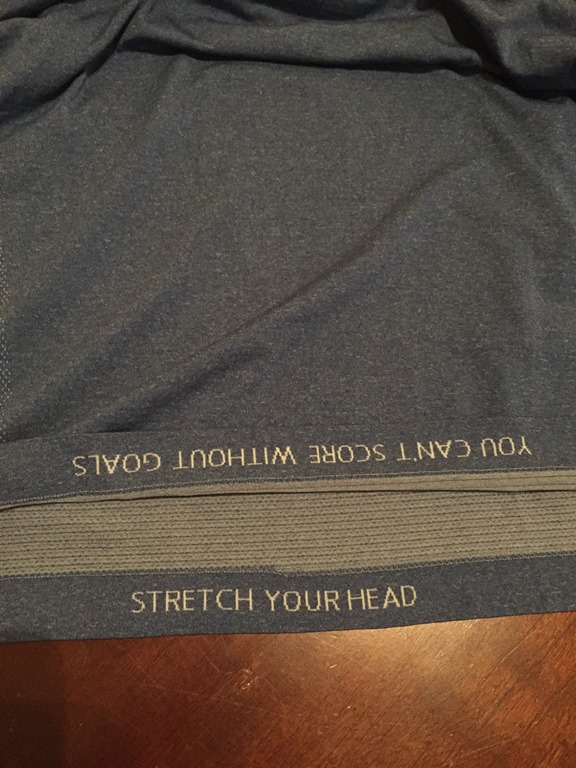 YOU CAN'T SCORE WITHOUT GOALS
STRETCH YOUR HEAD